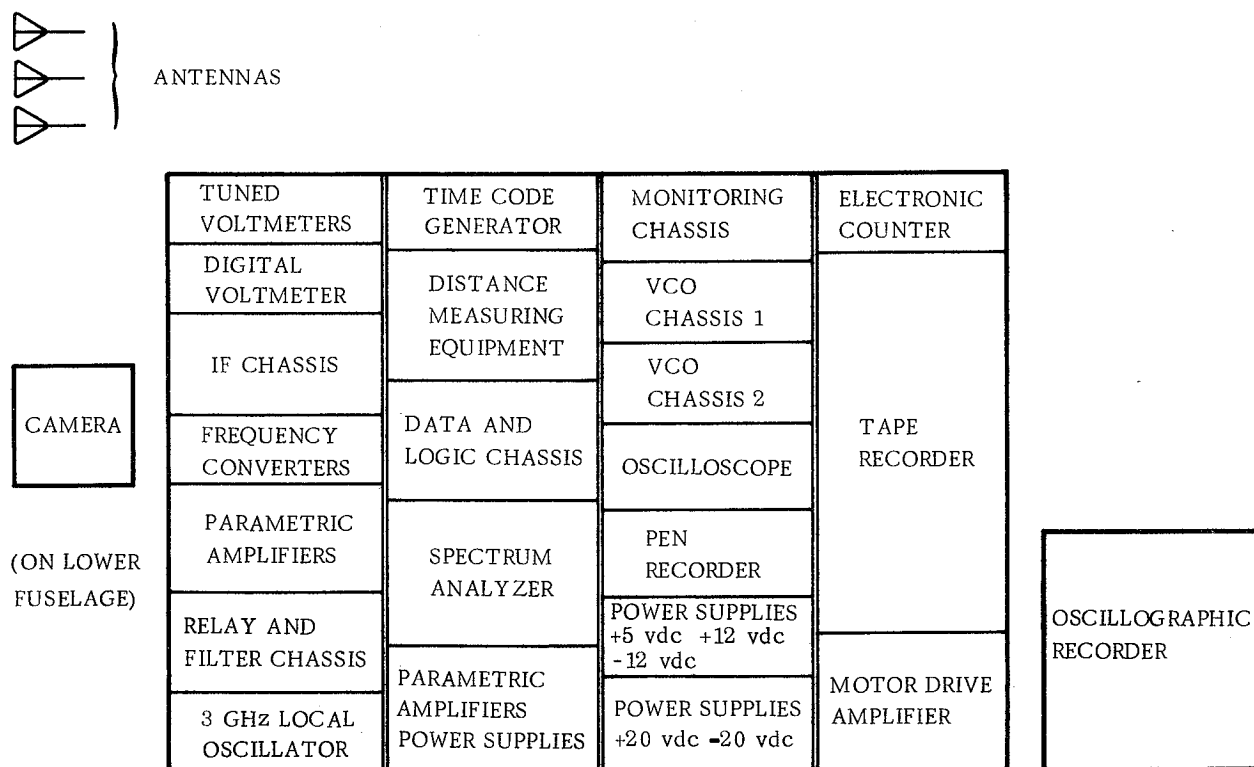 ANTENNAS
TUNED
VOLTMETERS
DIGITAL
VOLTMETER
IF CHASSIS
FREQUENCY
CONVERTERS
PARAMETRIC
AMPLIFIERS
RELAY AND
FILTER CHASSIS
3 GHz LOCAL
OSCILLATOR
TIME CODE
GENERATOR
DISTANCE
MEASURING
EQUIPMENT
DATA AND
LOGIC CHASSIS
SPECTRUM
ANALYZER
PARAMETRIC
AMPLIFIERS
POWER SUPPLIES
MONITORING
CHASSIS
VCO
CHASSIS 1
VCO
CHASSIS 2
OSCILLOSCOPE
PEN
RECORDER
POWER SUPPLIES
+5 vdc +12 vdc
-12 vdc
POWER SUPPLIES
+20 vdc -20 vdc
ELECTRONIC
COUNTER
TAPE
RECORDER
MOTOR DRIVE
AMPLIFIER
CAMERA
(ON LOWER
FUSELAGE)
OSCILLOGRAPHIC
RECORDER